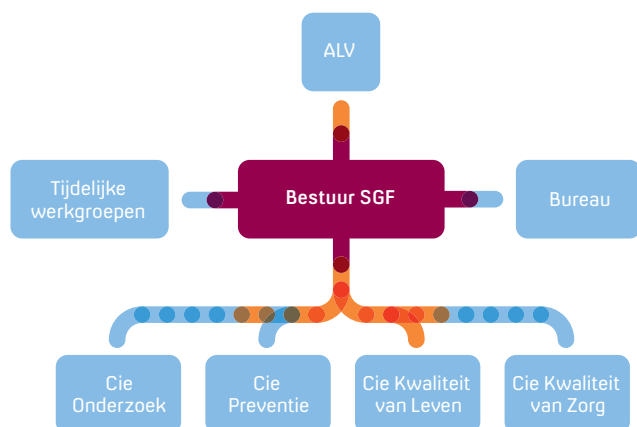 ALV
Tijdelijke
werkgroepen
Bestuur SGF
Bureau
Cie
Onderzoek
Cie
Preventie
Cie Kwaliteit
van Leven
Cie Kwaliteit
van Zorg